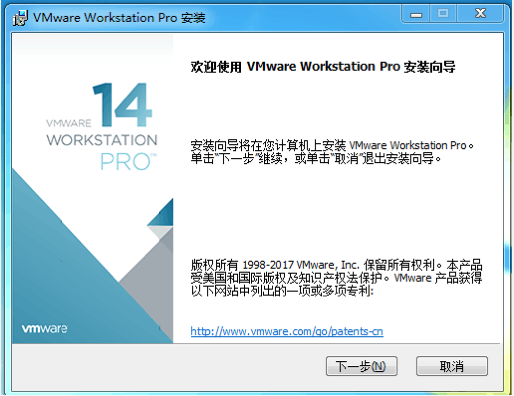 VMware Workstation Pro 安装
VMWARE 14
WORKSTATION
PRO™
vmware
欢迎使用 VMware Workstation Pro 安装向导
安装向导将在您计算机上安装 VMware Workstation Pro。
单击"下一步"继续，或单击"取消"退出安装向导。
版权所有 1998-2017 VMware, Inc. 保留所有权利。本产品
受美国和国际版权及知识产权法保护。VMware 产品获得
以下网站中列出的一项或多项专利:
http://www.vmware.com/go/patents-cn
下一步(N)
取消